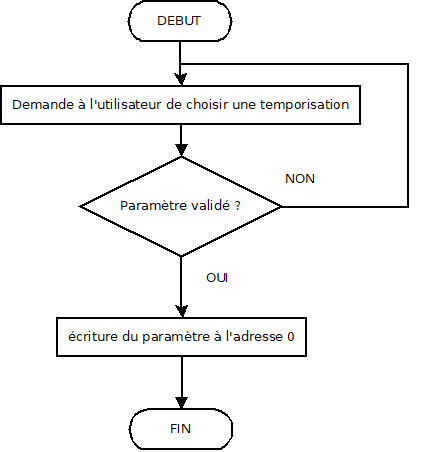 DEBUT
Demande à l'utilisateur de choisir une temporisation
NON
Paramètre validé ?
OUI
écriture du paramètre à l'adresse 0
FIN